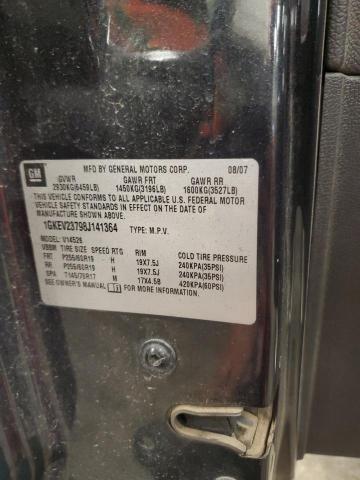 GM
MFD BY GENERAL MOTORS CORP. 08/07
GVWR GAWR FRT GAWR RR
2930KG(6459LB) 1450KG(3196LB) 1600KG(3527LB)
THIS VEHICLE CONFORMS TO ALL APPLICABLE U.S. FEDERAL
MOTOR VEHICLE SAFETY AND THEFT PREVENTION
STANDARDS IN EFFECT ON THE DATE OF MANUFACTURE SHOWN ABOVE.
1GKEV23798J141364 TYPE: M.P.V.
MODEL: V14526
TIRE SIZE SPEED RTG RIM COLD TIRE PRESSURE
FRT P255/60R19 H 19X7.5J 240KPA(35PSI)
RR P255/60R19 H 19X7.5J 240KPA(35PSI)
SPA T145/70R17 M 17X4.5B 420KPA(60PSI)
SEE OWNER'S MANUAL FOR MORE INFORMATION.